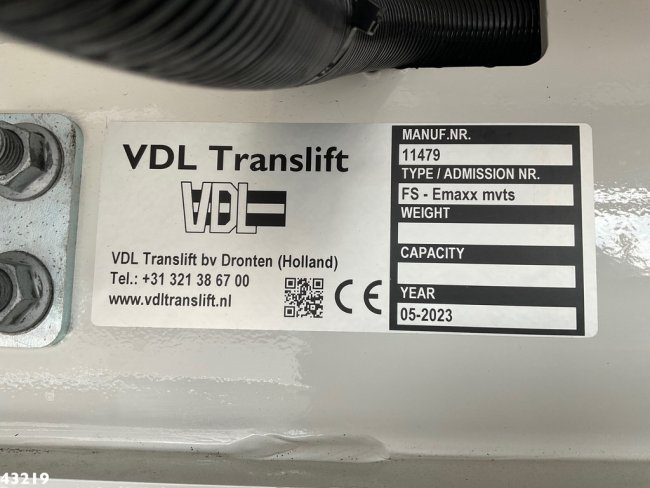 VDL Translift
VDL
VDL Translift bv Dronten (Holland)
Tel.: +31 321 38 67 00
www.vdltranslift.nl
CE
MANUF.NR.
11479
TYPE / ADMISSION NR.
FS - Emaxx mvts
WEIGHT
CAPACITY
YEAR
05-2023
43219